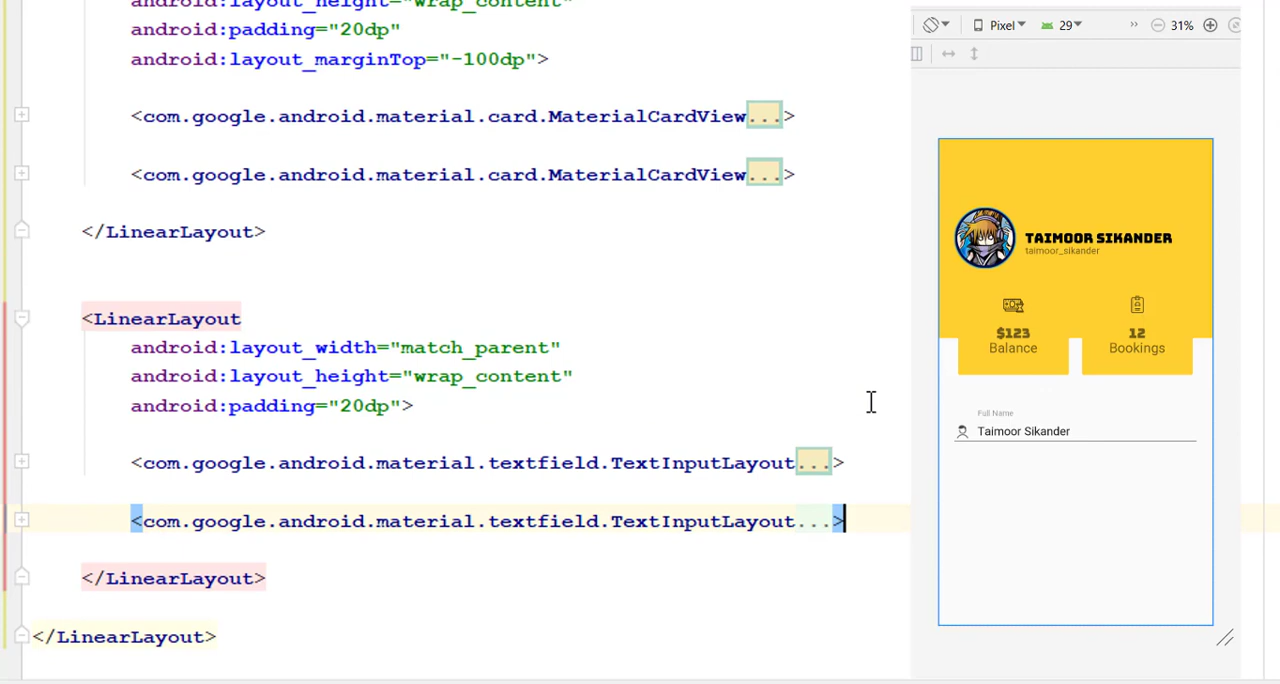 android:layout_height="wrap_content"
android:padding="20dp"
android:layout_marginTop="-100dp">
<com.google.android.material.card.MaterialCardView...>
<com.google.android.material.card.MaterialCardView...>
</LinearLayout>
<LinearLayout
android:layout_width="match_parent"
android:layout_height="wrap_content"
android:padding="20dp">
<com.google.android.material.textfield.TextInputLayout...>
<com.google.android.material.textfield.TextInputLayout...>
</LinearLayout>
</LinearLayout>
Pixel 29 31%
TAIMOOR SIKANDER
taimoor_sikander
$123
Balance
12
Bookings
Full Name
Taimoor Sikander